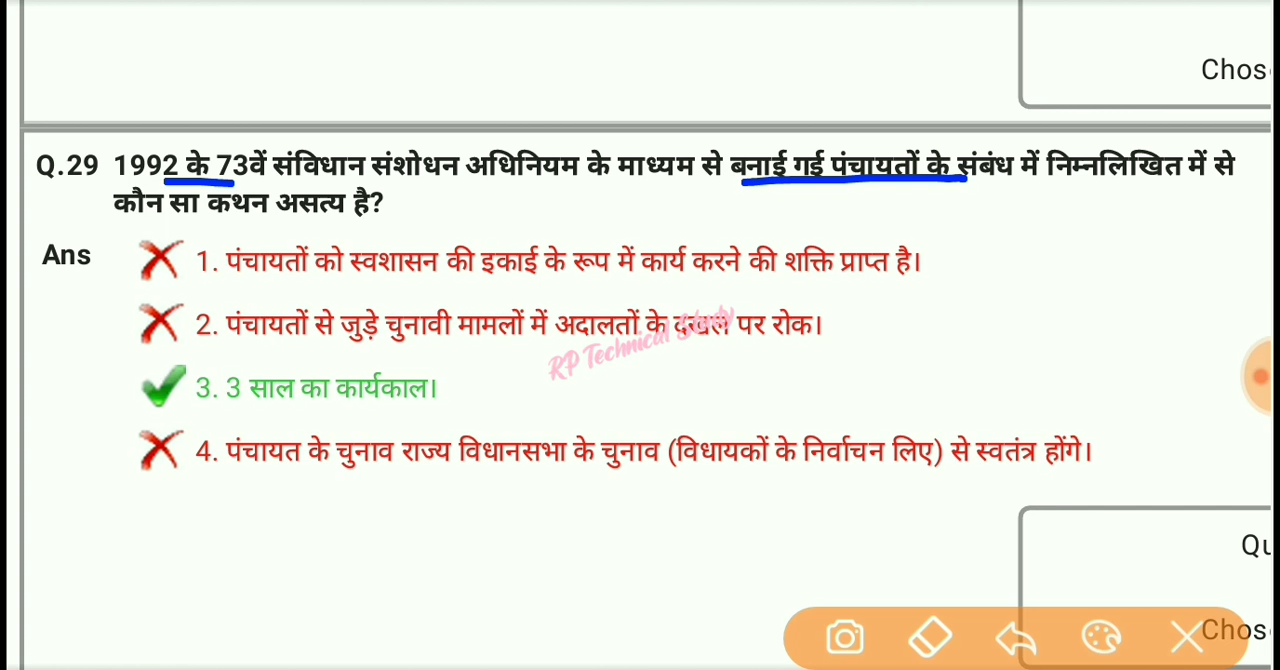 Chos
Q.29 1992 के 73वें संविधान संशोधन अधिनियम के माध्यम से बनाई गई पंचायतों के संबंध में निम्नलिखित में से
कौन सा कथन असत्य है?
Ans
1. पंचायतों को स्वशासन की इकाई के रूप में कार्य करने की शक्ति प्राप्त है।
2. पंचायतों से जुड़े चुनावी मामलों में अदालतों के दखल पर रोक।
RP Technical Study
3. 3 साल का कार्यकाल।
4. पंचायत के चुनाव राज्य विधानसभा के चुनाव (विधायकों के निर्वाचन लिए) से स्वतंत्र होंगे।
Qu
Chos